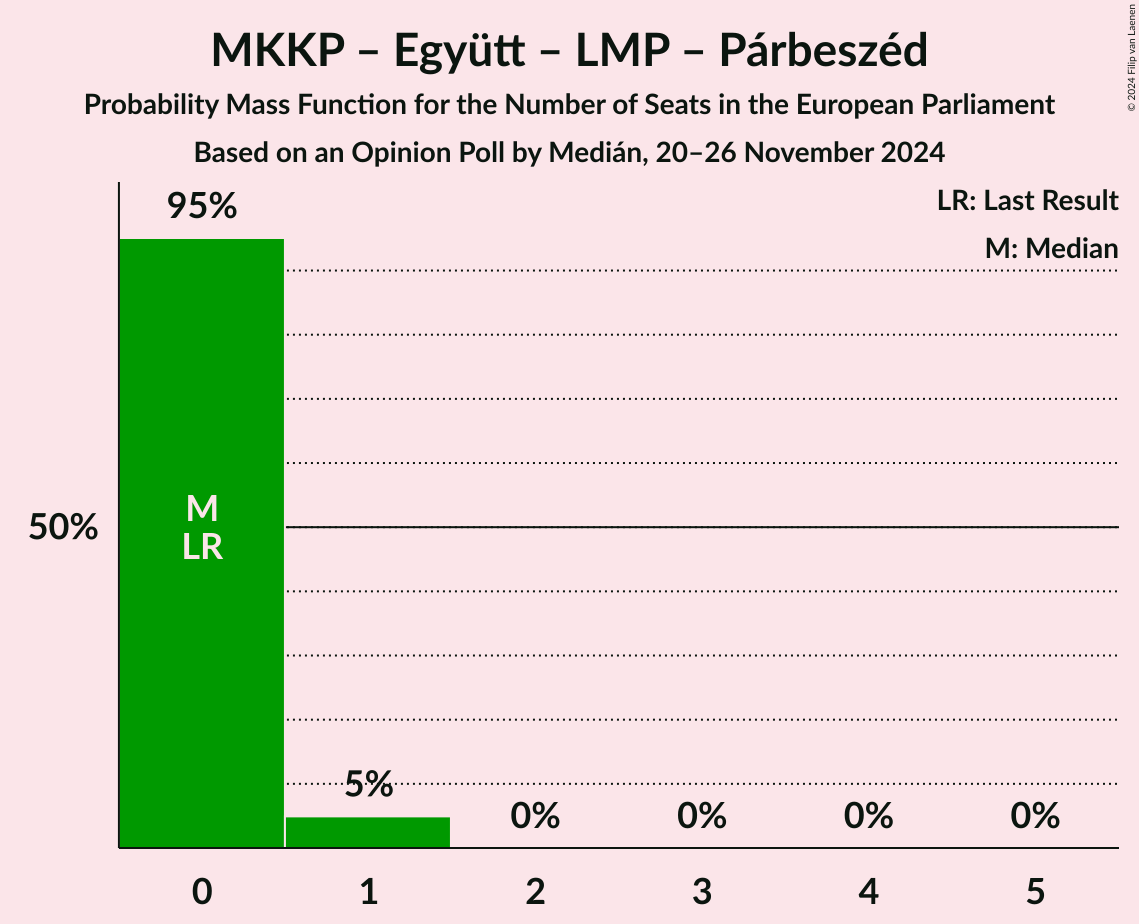 MKKP – Együtt – LMP – Párbeszéd
Probability Mass Function for the Number of Seats in the European Parliament
Based on an Opinion Poll by Medián, 20–26 November 2024
© 2024 Filip van Laenen
LR: Last Result
M: Median
95%
M
LR
50%
5%
0%
0%
0%
0%
0
1
2
3
4
5